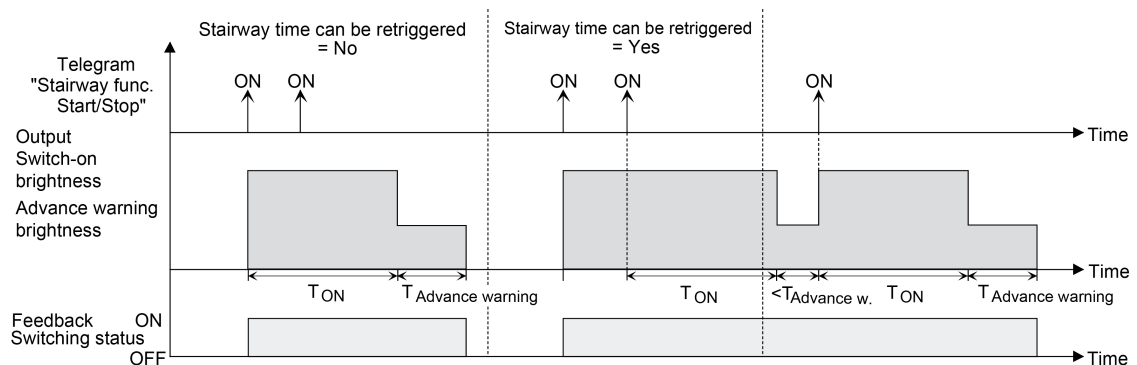 Stairway time can be retriggered
= No
Stairway time can be retriggered
= Yes
Telegram
"Stairway func.
Start/Stop"
ON
ON
ON
ON
ON
Time
Output
Switch-on
brightness
Advance warning
brightness
Time
T ON
T Advance warning
T ON
<TAdvance w.
T ON
T Advance warning
Feedback ON
Switching status
OFF
Time